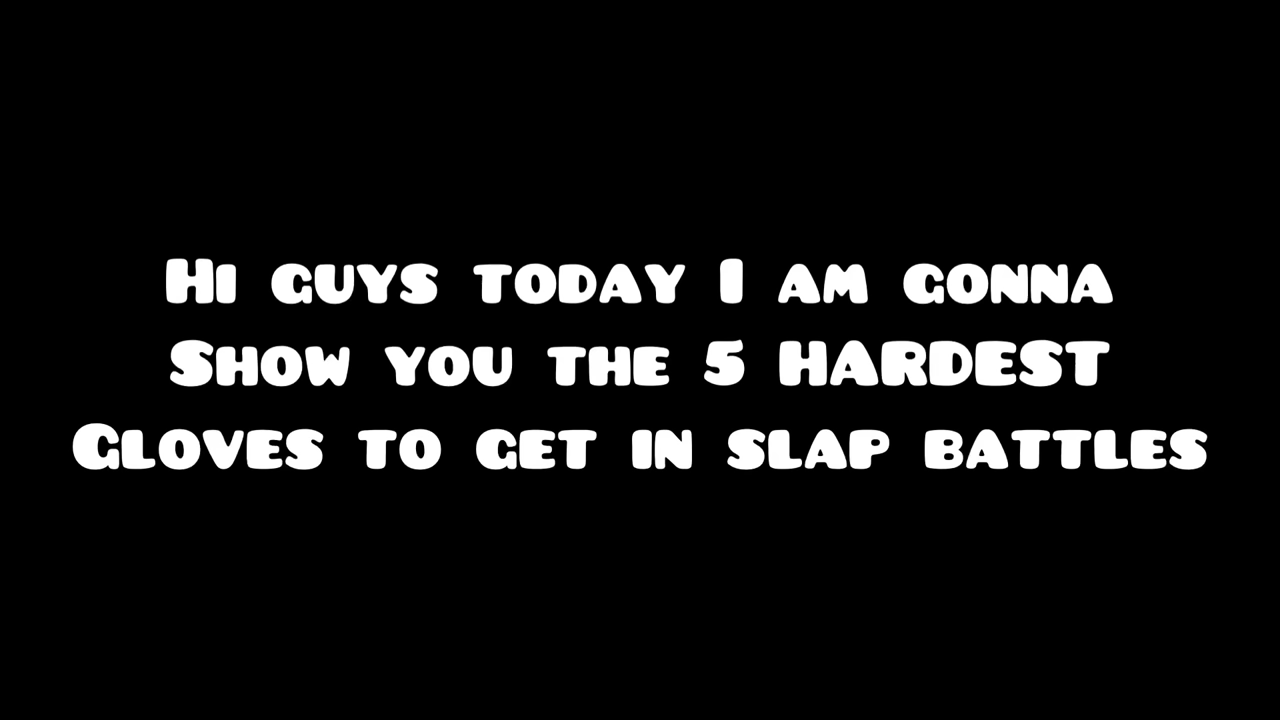 Hi guys today I am gonna
Show you the 5 HARDEST
Gloves to get in slap battles